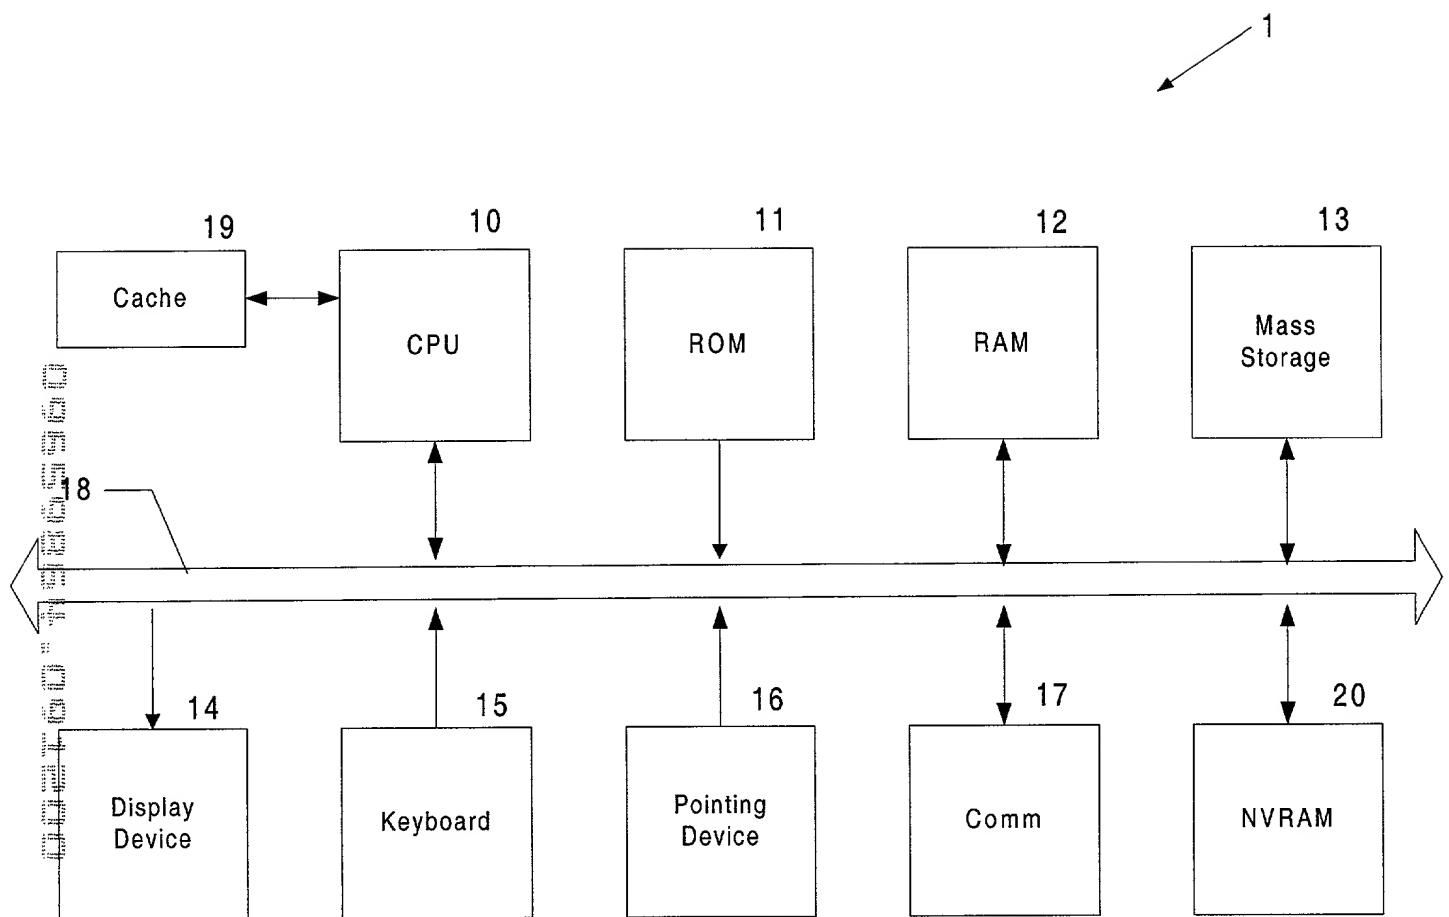 1
19
10
11
12
13
Cache
CPU
ROM
RAM
Mass
Storage
18
14
15
16
17
20
Display
Device
Keyboard
Pointing
Device
Comm
NVRAM